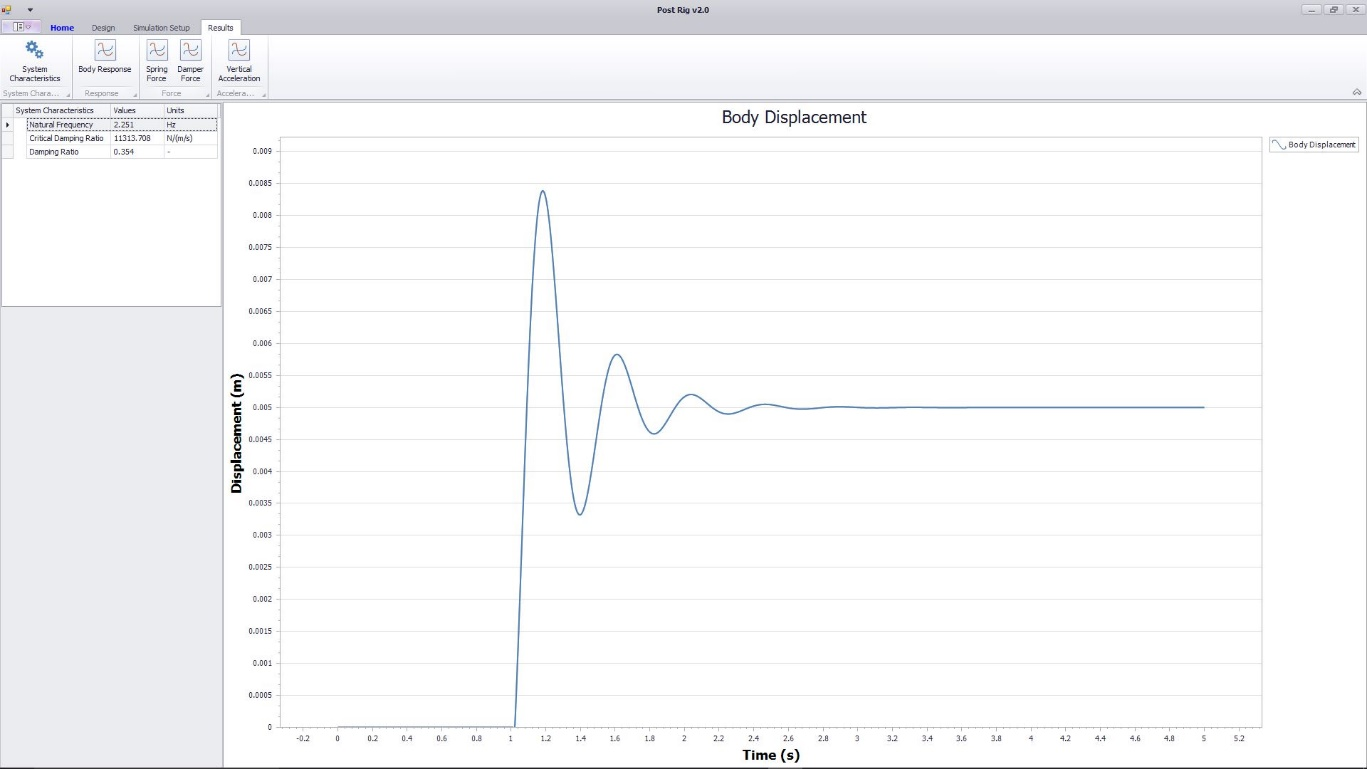 Post Rig v2.0
Home Design Simulation Setup Results
System Characteristics
Body Response
Spring Force
Damper Force
Vertical Acceleration
System Chara... Response Force Accelera...
System Characteristics Values Units
Natural Frequency 2.251 Hz
Critical Damping Ratio 11313.708 N/(m/s)
Damping Ratio 0.354 -
Body Displacement
Body Displacement
0.009
0.0085
0.008
0.0075
0.007
0.0065
0.006
0.0055
0.005
0.0045
0.004
0.0035
0.003
0.0025
0.002
0.0015
0.001
0.0005
0
Displacement (m)
-0.2 0 0.2 0.4 0.6 0.8 1 1.2 1.4 1.6 1.8 2 2.2 2.4 2.6 2.8 3 3.2 3.4 3.6 3.8 4 4.2 4.4 4.6 4.8 5 5.2
Time (s)